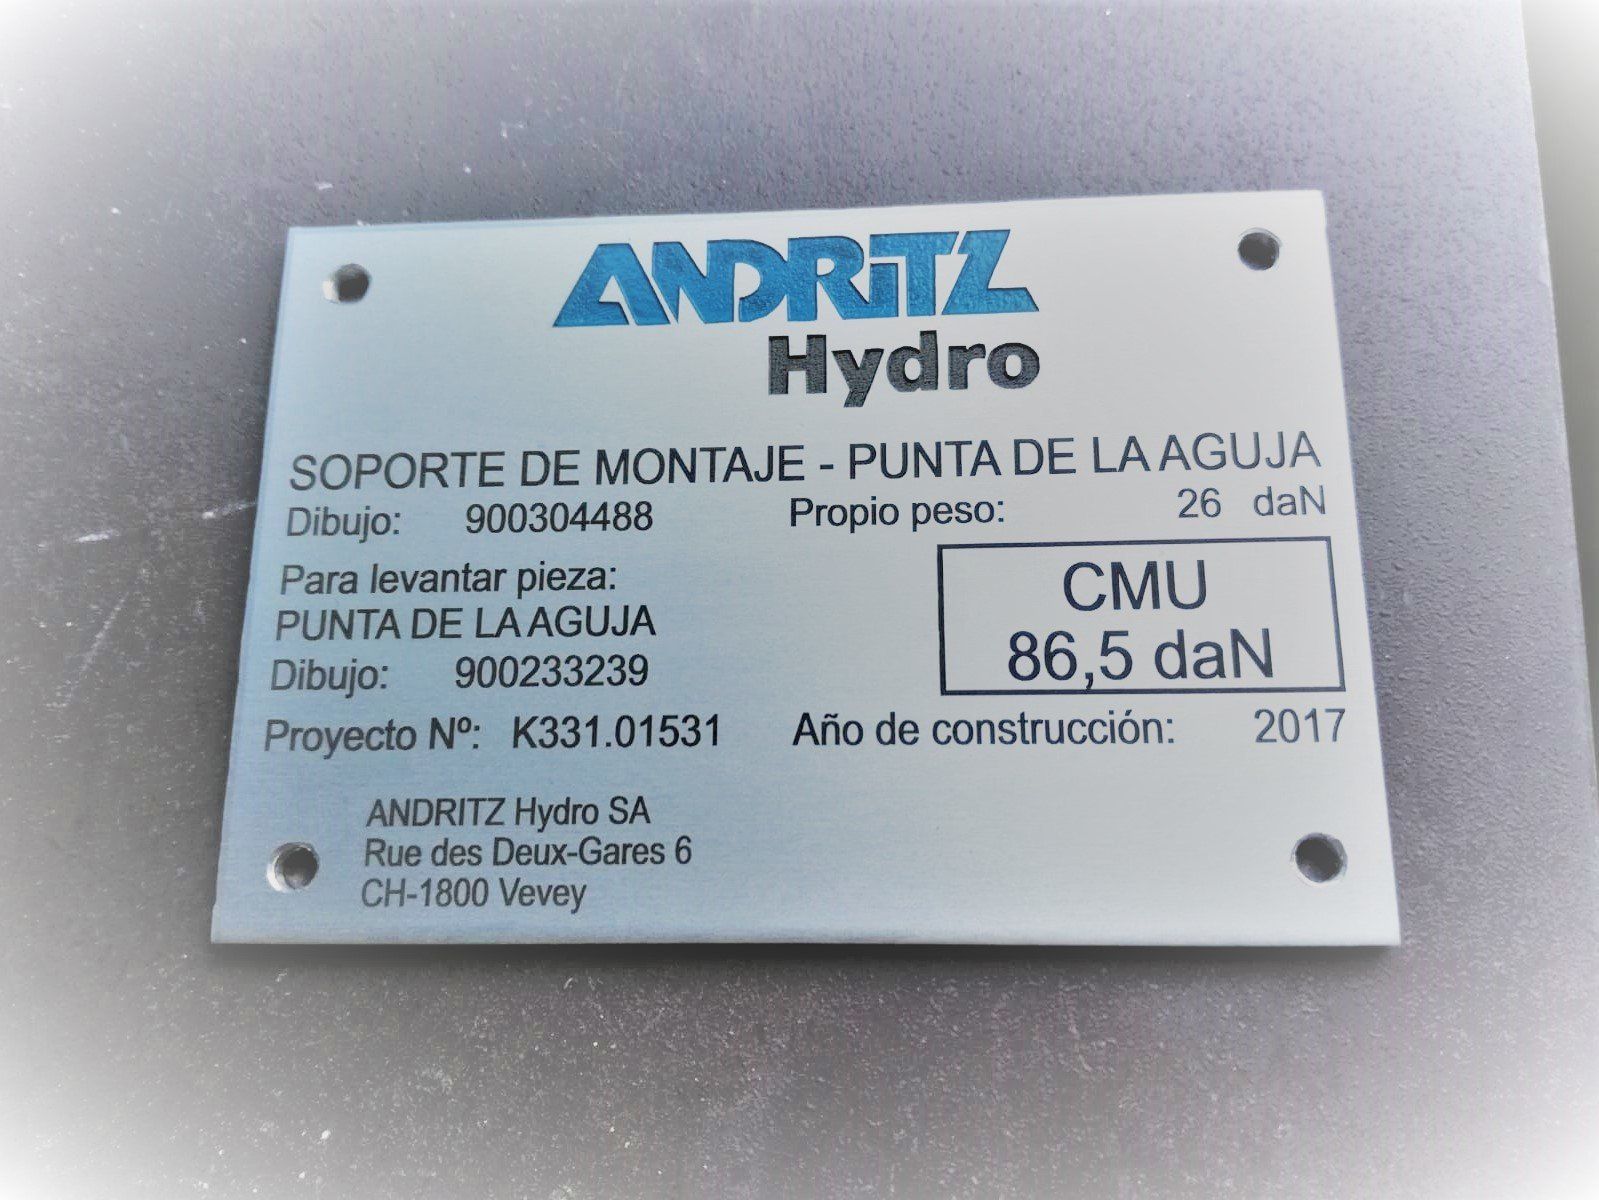 ANDRITZ
Hydro
SOPORTE DE MONTAJE - PUNTA DE LA AGUJA
Dibujo: 900304488 Propio peso: 26 daN
Para levantar pieza:
PUNTA DE LA AGUJA
Dibujo: 900233239
CMU
86,5 daN
Proyecto Nº: K331.01531 Año de construcción: 2017
ANDRITZ Hydro SA
Rue des Deux-Gares 6
CH-1800 Vevey